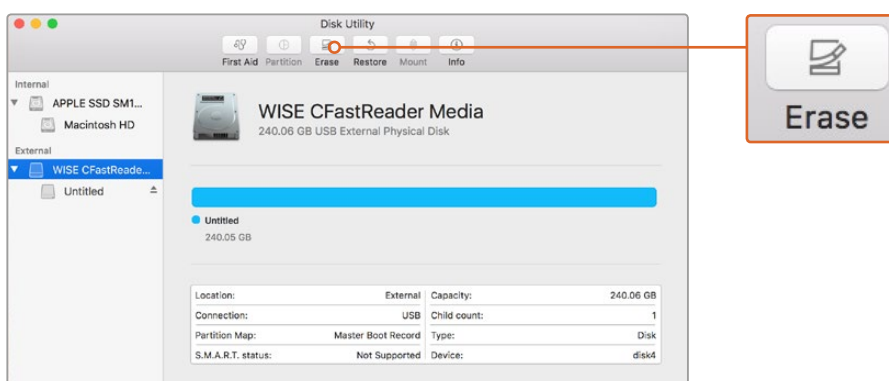 Disk Utility
First Aid Partition Erase Restore Mount Info
Erase
Internal
APPLE SSD SM1...
Macintosh HD
External
WISE CFastReade...
Untitled
WISE CFastReader Media
240.06 GB USB External Physical Disk
Untitled
240.05 GB
Location: External Capacity: 240.06 GB
Connection: USB Child count: 1
Partition Map: Master Boot Record Type: Disk
S.M.A.R.T. status: Not Supported Device: disk4